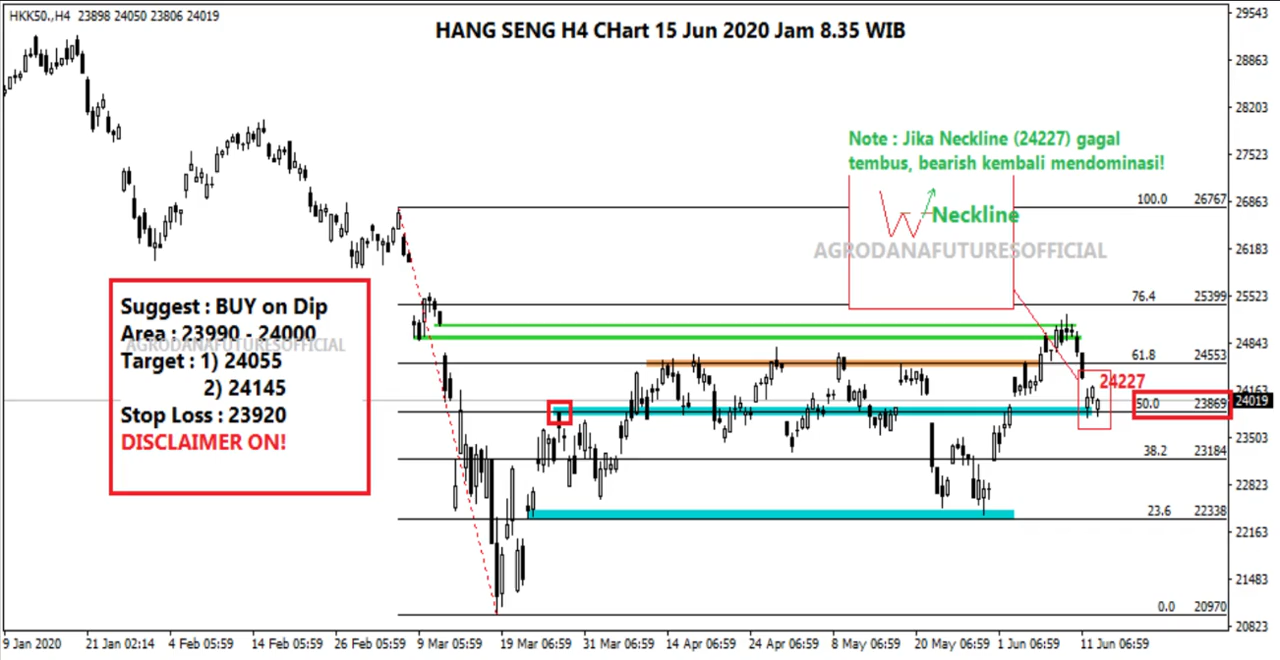 HKK50.,H4 23898 24050 23806 24019
HANG SENG H4 CHart 15 Jun 2020 Jam 8.35 WIB
Note : Jika Neckline (24227) gagal
tembus, bearish kembali mendominasi!
Neckline
AGRODANAFUTURESOFFICIAL
Suggest : BUY on Dip
Area : 23990 - 24000
AGRODANAFUTURESOFFICIAL
Target : 1) 24055
2) 24145
Stop Loss : 23920
DISCLAIMER ON!
100.0 26767
76.4 25399
61.8 24553
24227
50.0 23869
38.2 23184
23.6 22338
0.0 20970
29543
28863
28203
27523
26863
26183
25523
24843
24163
24019
23503
22823
22163
21483
20823
9 Jan 2020
21 Jan 02:14
4 Feb 05:59
14 Feb 05:59
26 Feb 05:59
9 Mar 05:59
19 Mar 06:59
31 Mar 06:59
14 Apr 06:59
24 Apr 06:59
8 May 06:59
20 May 06:59
1 Jun 06:59
11 Jun 06:59